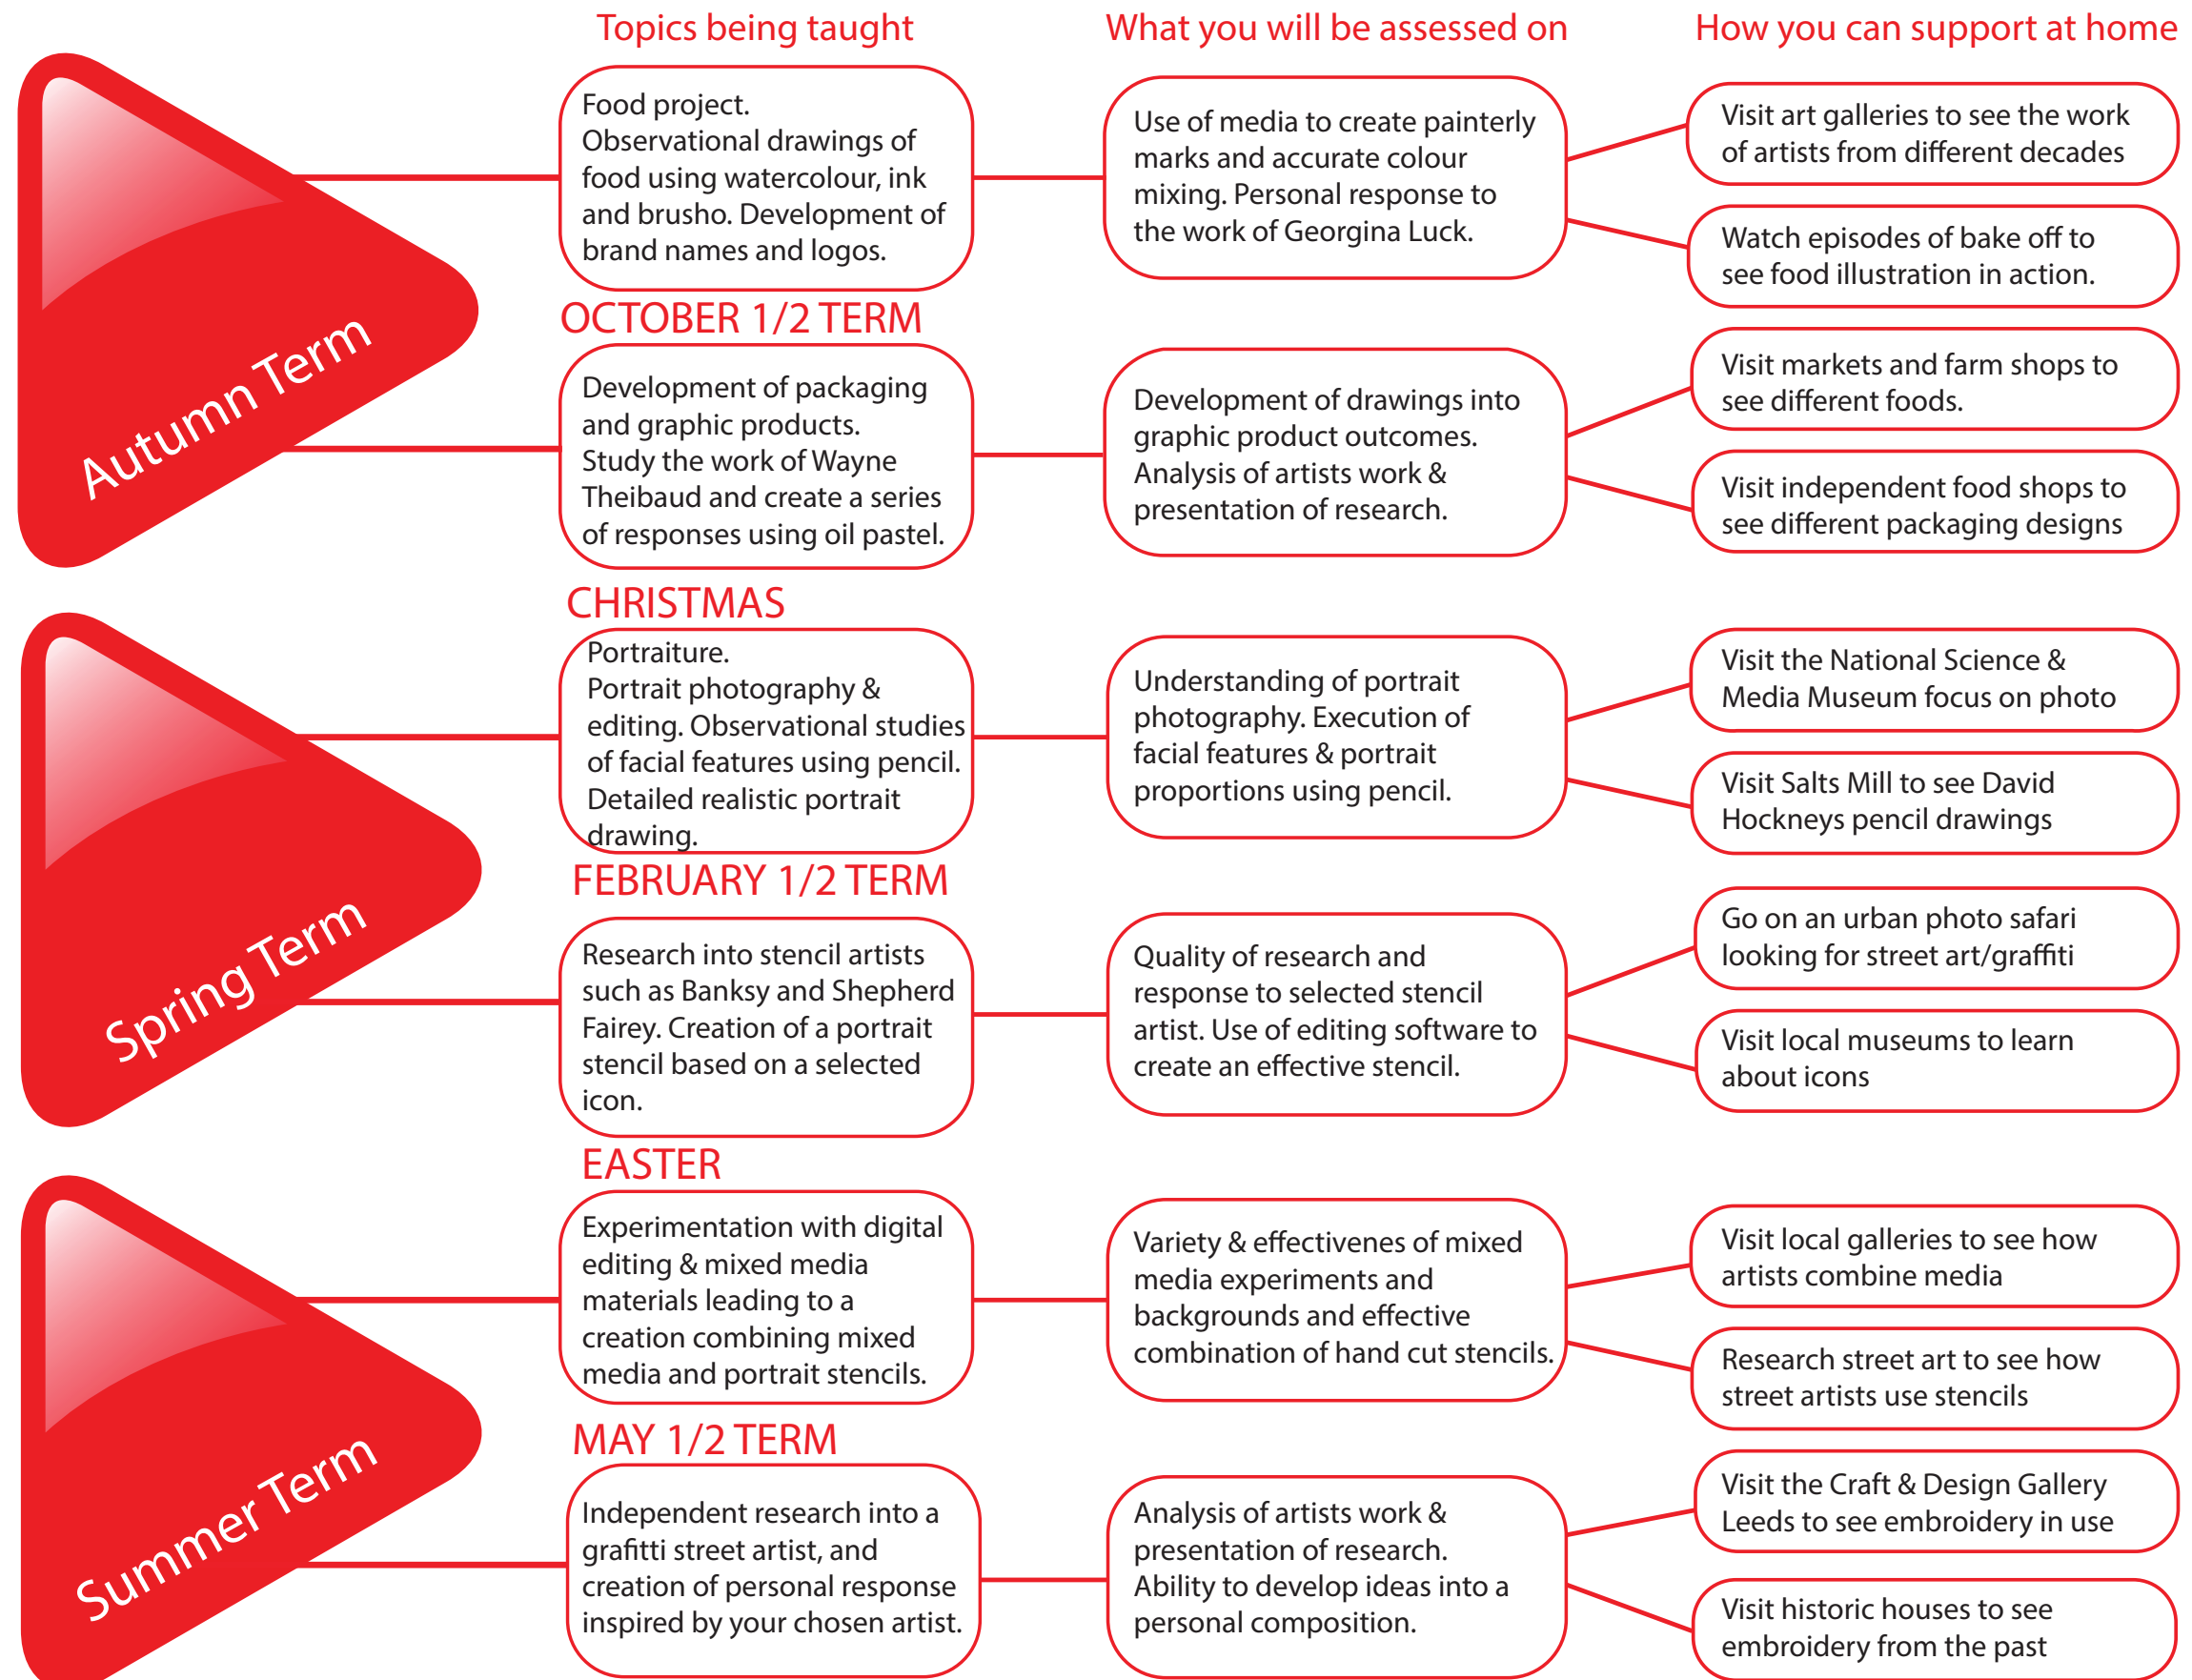 Topics being taught
What you will be assessed on
How you can support at home
Autumn Term
Food project.
Observational drawings of
food using watercolour, ink
and brusho. Development of
brand names and logos.
Use of media to create painterly
marks and accurate colour
mixing. Personal response to
the work of Georgina Luck.
Visit art galleries to see the work
of artists from different decades
Watch episodes of bake off to
see food illustration in action.
OCTOBER 1/2 TERM
Development of packaging
and graphic products.
Study the work of Wayne
Theibaud and create a series
of responses using oil pastel.
Development of drawings into
graphic product outcomes.
Analysis of artists work &
presentation of research.
Visit markets and farm shops to
see different foods.
Visit independent food shops to
see different packaging designs
CHRISTMAS
Spring Term
Portraiture.
Portrait photography &
editing. Observational studies
of facial features using pencil.
Detailed realistic portrait
drawing.
Understanding of portrait
photography. Execution of
facial features & portrait
proportions using pencil.
Visit the National Science &
Media Museum focus on photo
Visit Salts Mill to see David
Hockneys pencil drawings
FEBRUARY 1/2 TERM
Research into stencil artists
such as Banksy and Shepherd
Fairey. Creation of a portrait
stencil based on a selected
icon.
Quality of research and
response to selected stencil
artist. Use of editing software to
create an effective stencil.
Go on an urban photo safari
looking for street art/graffiti
Visit local museums to learn
about icons
EASTER
Summer Term
Experimentation with digital
editing & mixed media
materials leading to a
creation combining mixed
media and portrait stencils.
Variety & effectivenes of mixed
media experiments and
backgrounds and effective
combination of hand cut stencils.
Visit local galleries to see how
artists combine media
Research street art to see how
street artists use stencils
MAY 1/2 TERM
Independent research into a
grafitti street artist, and
creation of personal response
inspired by your chosen artist.
Analysis of artists work &
presentation of research.
Ability to develop ideas into a
personal composition.
Visit the Craft & Design Gallery
Leeds to see embroidery in use
Visit historic houses to see
embroidery from the past